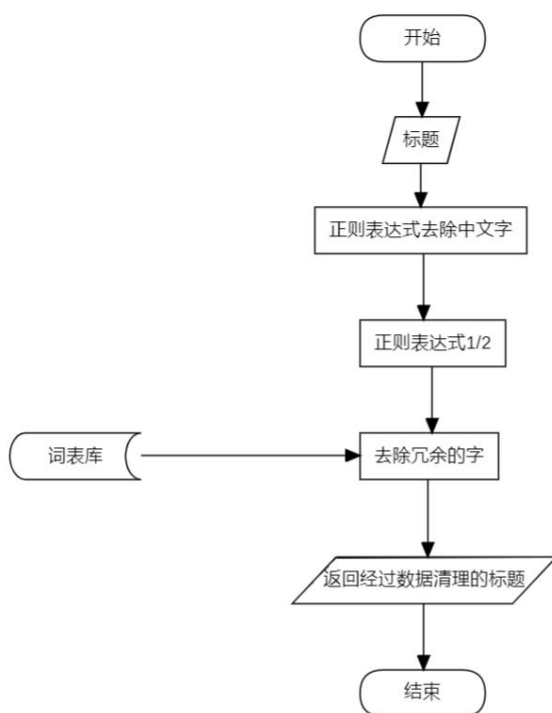 开始
标题
正则表达式去除中文字
正则表达式1/2
词表库
去除冗余的字
返回经过数据清理的标题
结束